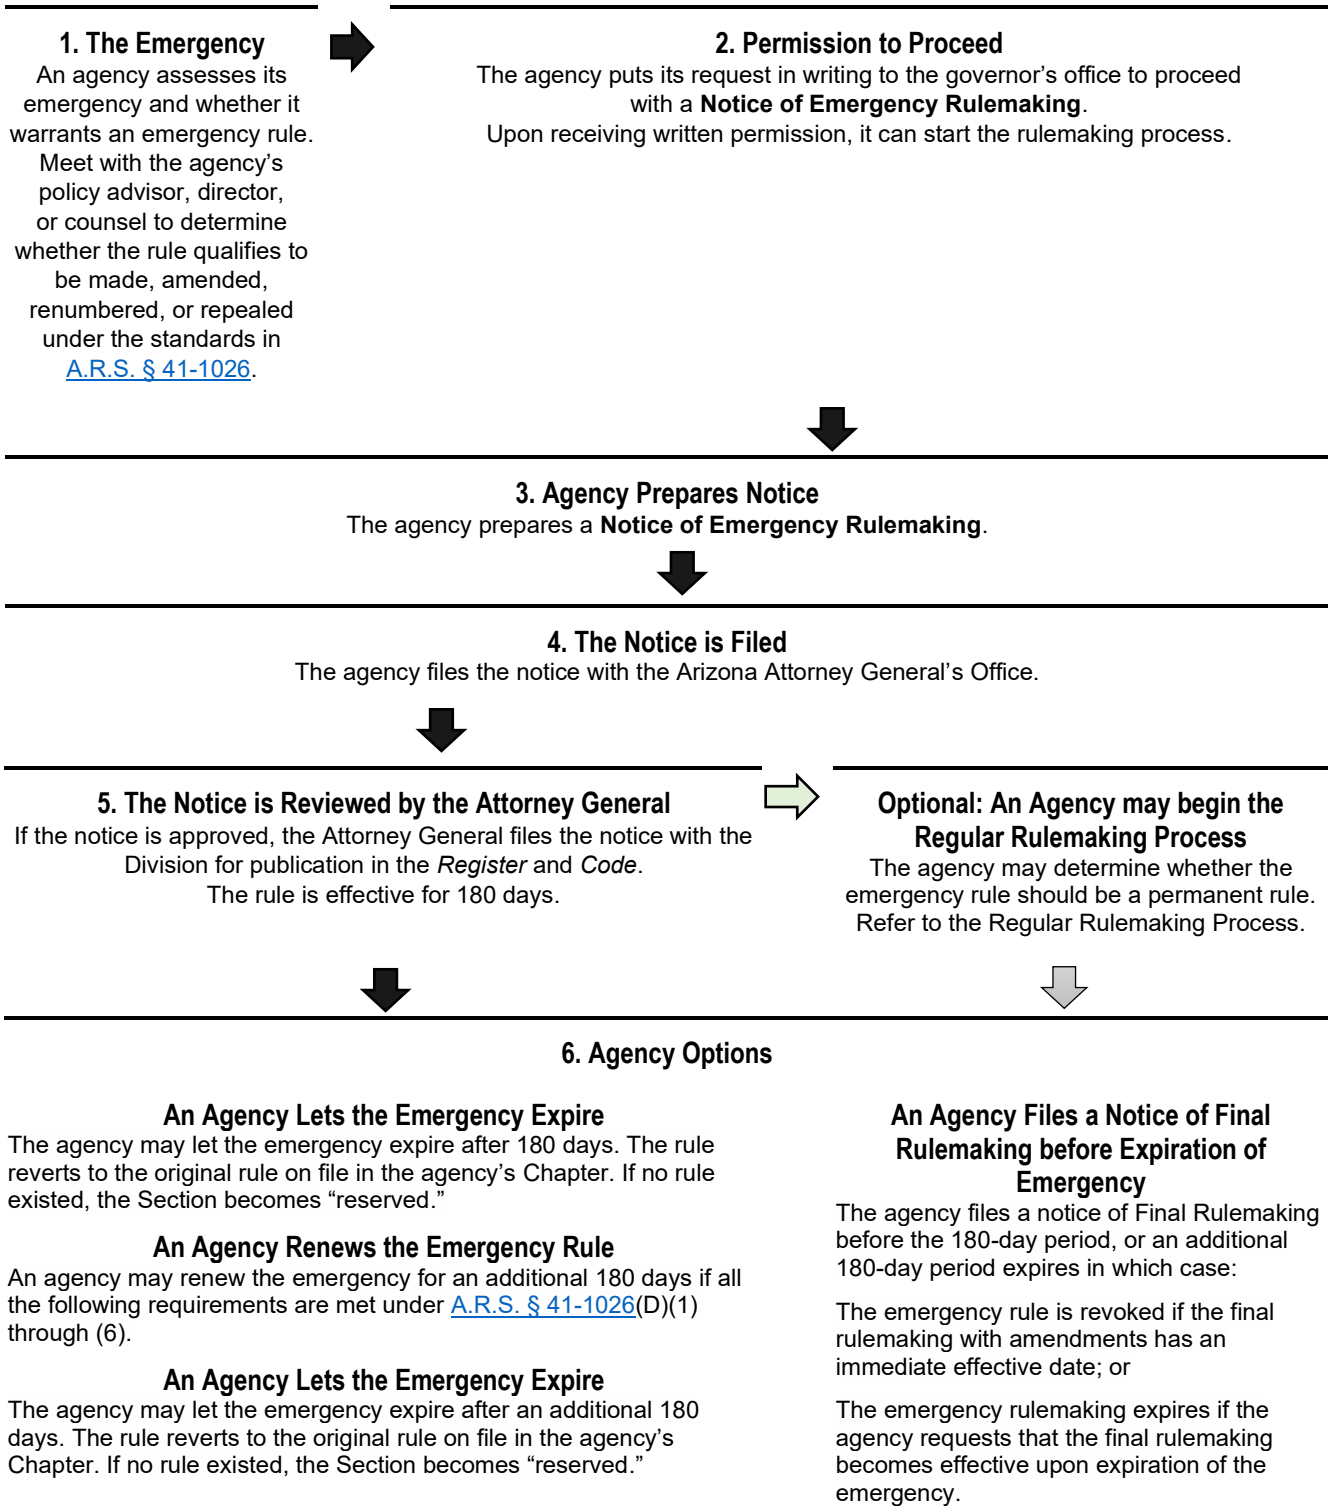 1. The Emergency
An agency assesses its
emergency and whether it
warrants an emergency rule.
Meet with the agency’s
policy advisor, director,
or counsel to determine
whether the rule qualifies to
be made, amended,
renumbered, or repealed
under the standards in
A.R.S. § 41-1026.
2. Permission to Proceed
The agency puts its request in writing to the governor’s office to proceed
with a Notice of Emergency Rulemaking.
Upon receiving written permission, it can start the rulemaking process.
3. Agency Prepares Notice
The agency prepares a Notice of Emergency Rulemaking.
4. The Notice is Filed
The agency files the notice with the Arizona Attorney General’s Office.
5. The Notice is Reviewed by the Attorney General
If the notice is approved, the Attorney General files the notice with the
Division for publication in the Register and Code.
The rule is effective for 180 days.
Optional: An Agency may begin the
Regular Rulemaking Process
The agency may determine whether the
emergency rule should be a permanent rule.
Refer to the Regular Rulemaking Process.
6. Agency Options
An Agency Lets the Emergency Expire
The agency may let the emergency expire after 180 days. The rule
reverts to the original rule on file in the agency’s Chapter. If no rule
existed, the Section becomes “reserved.”
An Agency Renews the Emergency Rule
An agency may renew the emergency for an additional 180 days if all
the following requirements are met under A.R.S. § 41-1026(D)(1)
through (6).
An Agency Lets the Emergency Expire
The agency may let the emergency expire after an additional 180
days. The rule reverts to the original rule on file in the agency’s
Chapter. If no rule existed, the Section becomes “reserved.”
An Agency Files a Notice of Final
Rulemaking before Expiration of
Emergency
The agency files a notice of Final Rulemaking
before the 180-day period, or an additional
180-day period expires in which case:
The emergency rule is revoked if the final
rulemaking with amendments has an
immediate effective date; or
The emergency rulemaking expires if the
agency requests that the final rulemaking
becomes effective upon expiration of the
emergency.